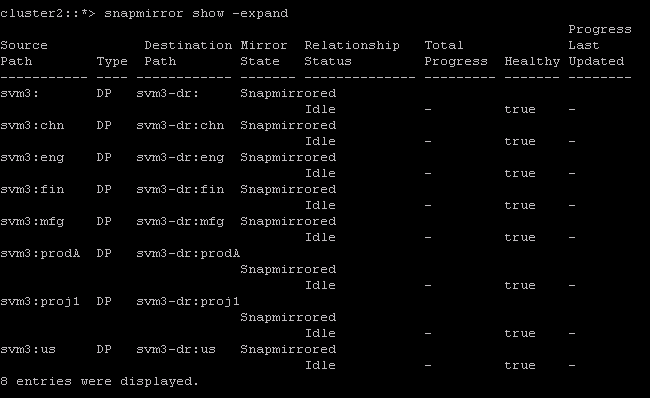 cluster2::*> snapmirror show -expand
                                                                       Progress
Source            Destination Mirror  Relationship   Total             Last
Path        Type  Path        State   Status         Progress  Healthy Updated
----------- ---- ------------ ------- -------------- --------- ------- --------
svm3:       DP   svm3-dr:     Snapmirrored
                                      Idle           -         true    -
svm3:chn    DP   svm3-dr:chn  Snapmirrored
                                      Idle           -         true    -
svm3:eng    DP   svm3-dr:eng  Snapmirrored
                                      Idle           -         true    -
svm3:fin    DP   svm3-dr:fin  Snapmirrored
                                      Idle           -         true    -
svm3:mfg    DP   svm3-dr:mfg  Snapmirrored
                                      Idle           -         true    -
svm3:prodA  DP   svm3-dr:prodA
                              Snapmirrored
                                      Idle           -         true    -
svm3:proj1  DP   svm3-dr:proj1
                              Snapmirrored
                                      Idle           -         true    -
svm3:us     DP   svm3-dr:us   Snapmirrored
                                      Idle           -         true    -
8 entries were displayed.